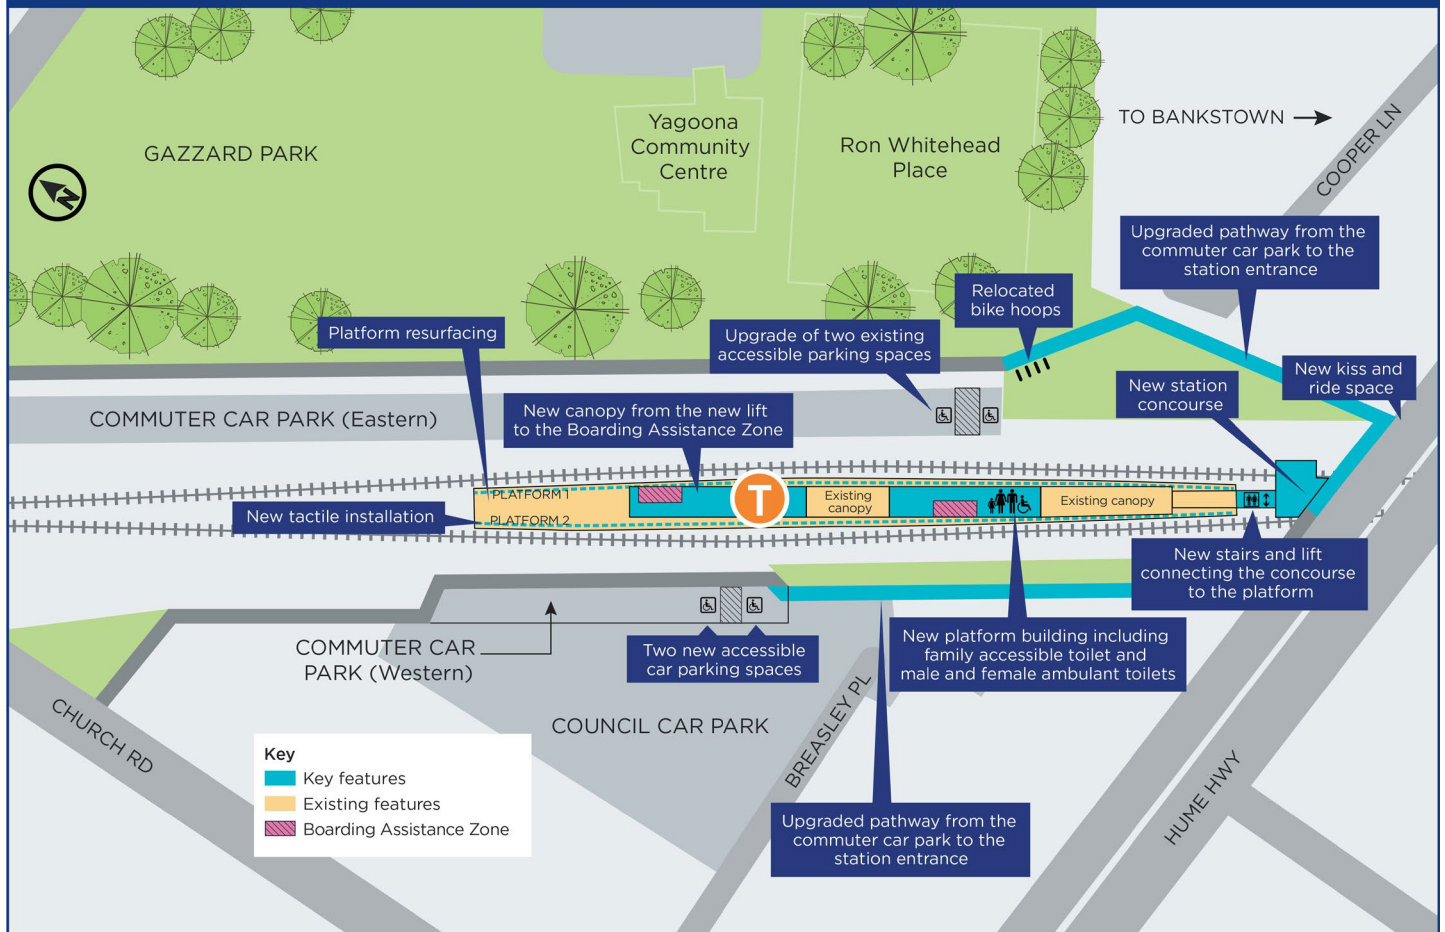 GAZZARD PARK
N
Yagoona
Community
Centre
Ron Whitehead
Place
TO BANKSTOWN
COOPER LN
Upgraded pathway from the
commuter car park to the
station entrance
Relocated
bike hoops
Platform resurfacing
Upgrade of two existing
accessible parking spaces
New kiss and
ride space
New station
concourse
COMMUTER CAR PARK (Eastern)
New canopy from the new lift
to the Boarding Assistance Zone
PLATFORM 1
PLATFORM 2
T
Existing
canopy
Existing canopy
New tactile installation
New stairs and lift
connecting the concourse
to the platform
COMMUTER CAR
PARK (Western)
Two new accessible
car parking spaces
New platform building including
family accessible toilet and
male and female ambulant toilets
CHURCH RD
COUNCIL CAR PARK
BREASLEY PL
HUME HWY
Key
Key features
Existing features
Boarding Assistance Zone
Upgraded pathway from the
commuter car park to the
station entrance